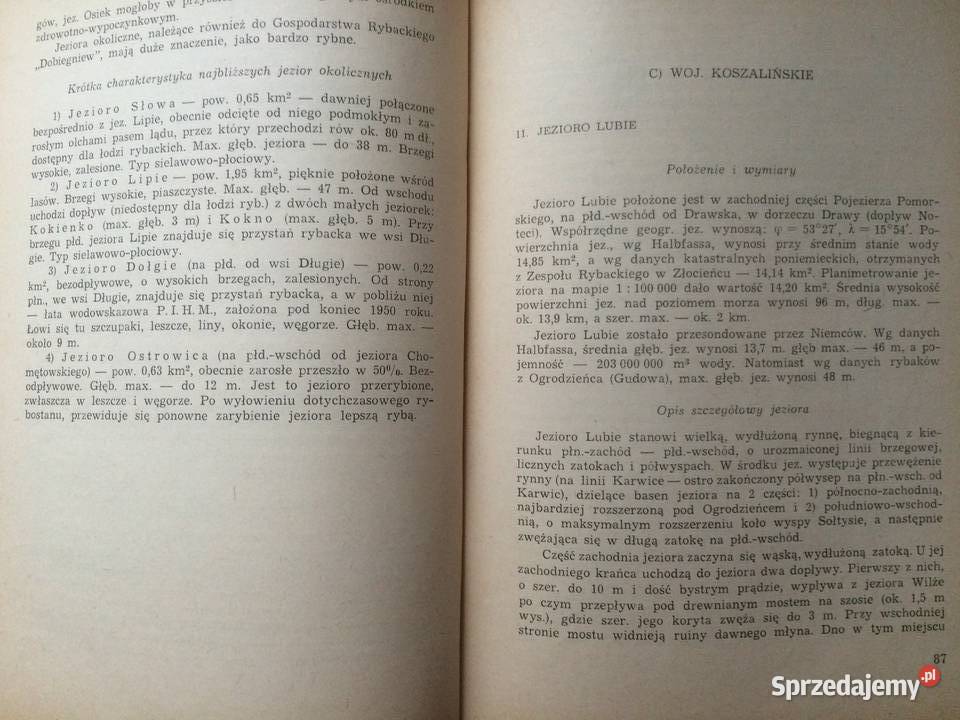 gów, jez. Osiek mogłoby w
zdrowotno-wypoczynkowym.
Jeziora okoliczne, należące również do Gospodarstwa Rybackiego
„Dobiegniew", mają duże znaczenie, jako bardzo rybne.
Krótka charakterystyka najbliższych jezior okolicznych
1) Jezioro Słowa — pow. 0,65 km² — dawniej połączone
bezpośrednio z jez. Lipie, obecnie odcięte od niego podmokłym i za-
rosłym olchami pasem lądu, przez który przechodzi rów ok. 80 m dł.,
dostępny dla łodzi rybackich. Max. głęb. jeziora — do 38 m. Brzegi
wysokie, zalesione. Typ sielawowo-płociowy.
2) Jezioro Lipie — pow. 1,95 km², pięknie położone wśród
lasów. Brzegi wysokie, piaszczyste. Max. głęb. — 47 m. Od wschodu
uchodzi dopływ (niedostępny dla łodzi ryb.) z dwóch małych jeziorek:
Kokienko (max. głęb. 3 m) i Kokno (max. głęb. 5 m). Przy
brzegu płd. jeziora Lipie znajduje się przystań rybacka we wsi Dłu-
gie. Typ sielawowo-płociowy.
3) Jezioro Dołgie (na płd. od wsi Długie) — pow. 0,22
km², bezodpływowe, o wysokich brzegach, zalesionych. Od strony
płn., we wsi Długie, znajduje się przystań rybacka, a w pobliżu niej
— łata wodowskazowa P.I.H.M., założona pod koniec 1950 roku.
Łowi się tu szczupaki, leszcze, liny, okonie, węgorze. Głęb. max. —
około 9 m.
4) Jezioro Ostrowica (na płd.-wschód od jeziora Cho-
mętowskiego) — pow. 0,63 km², obecnie zarosłe przeszło w 50%. Bez-
odpływowe. Głęb. max. — do 12 m. Jest to jezioro przerybione,
zwłaszcza w leszcze i węgorze. Po wyłowieniu dotychczasowego ry-
bostanu, przewiduje się ponowne zarybienie jeziora lepszą rybą.
C) WOJ. KOSZALIŃSKIE
11. JEZIORO LUBIE
Położenie i wymiary
Jezioro Lubie położone jest w zachodniej części Pojezierza Pomor-
skiego, na płd.-wschód od Drawska, w dorzeczu Drawy (dopływ No-
teci). Współrzędne geogr. jez. wynoszą: φ = 53°27′, λ = 15°54′. Po-
wierzchnia jez., wg Halbfassa, wynosi przy średnim stanie wody
14,85 km², a wg danych katastralnych poniemieckich, otrzymanych
z Zespołu Rybackiego w Złocieńcu — 14,14 km². Planimetrowanie je-
ziora na mapie 1 : 100 000 dało wartość 14,20 km². Średnia wysokość
powierzchni jez. nad poziomem morza wynosi 96 m, dług. max. —
ok. 13,9 km, a szer. max. — ok. 2 km.
Jezioro Lubie zostało przesondowane przez Niemców. Wg danych
Halbfassa, średnia głęb. jez. wynosi 13,7 m. głęb max. — 46 m, a po-
jemność — 203 000 000 m³ wody. Natomiast wg danych rybaków
z Ogrodzieńca (Gudowa), max. głęb. jez. wynosi 48 m.
Opis szczegółowy jeziora
Jezioro Lubie stanowi wielką, wydłużoną rynnę, biegnącą z kie-
runku płn.-zachód — płd.-wschód, o urozmaiconej linii brzegowej,
licznych zatokach i półwyspach. W środku jez. występuje przewężenie
rynny (na linii Karwice — ostro zakończony półwysep na płn.-wsch. od
Karwic), dzielące basen jeziora na 2 części: 1) północno-zachodnią,
najbardziej rozszerzoną pod Ogrodzieńcem i 2) południowo-wschod-
nią, o maksymalnym rozszerzeniu koło wyspy Sołtysie, a następnie
zwężająca się w długą zatokę na płd.-wschód.
Część zachodnia jeziora zaczyna się wąską, wydłużoną zatoką. U jej
zachodniego krańca uchodzą do jeziora dwa dopływy. Pierwszy z nich,
o szer. do 10 m i dość bystrym prądzie, wypływa z jeziora Wilże
po czym przepływa pod drewnianym mostem na szosie (ok. 1,5 m
wys.), gdzie szer. jego koryta zwęża się do 3 m. Przy wschodniej
stronie mostu widnieją ruiny dawnego młyna. Dno w tym miejscu
87
Sprzedajemy.pl